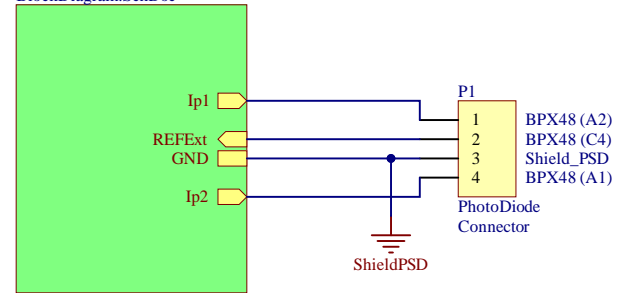 Ip1
REFExt
GND
Ip2
P1
1 BPX48 (A2)
2 BPX48 (C4)
3 Shield_PSD
4 BPX48 (A1)
PhotoDiode
Connector
ShieldPSD